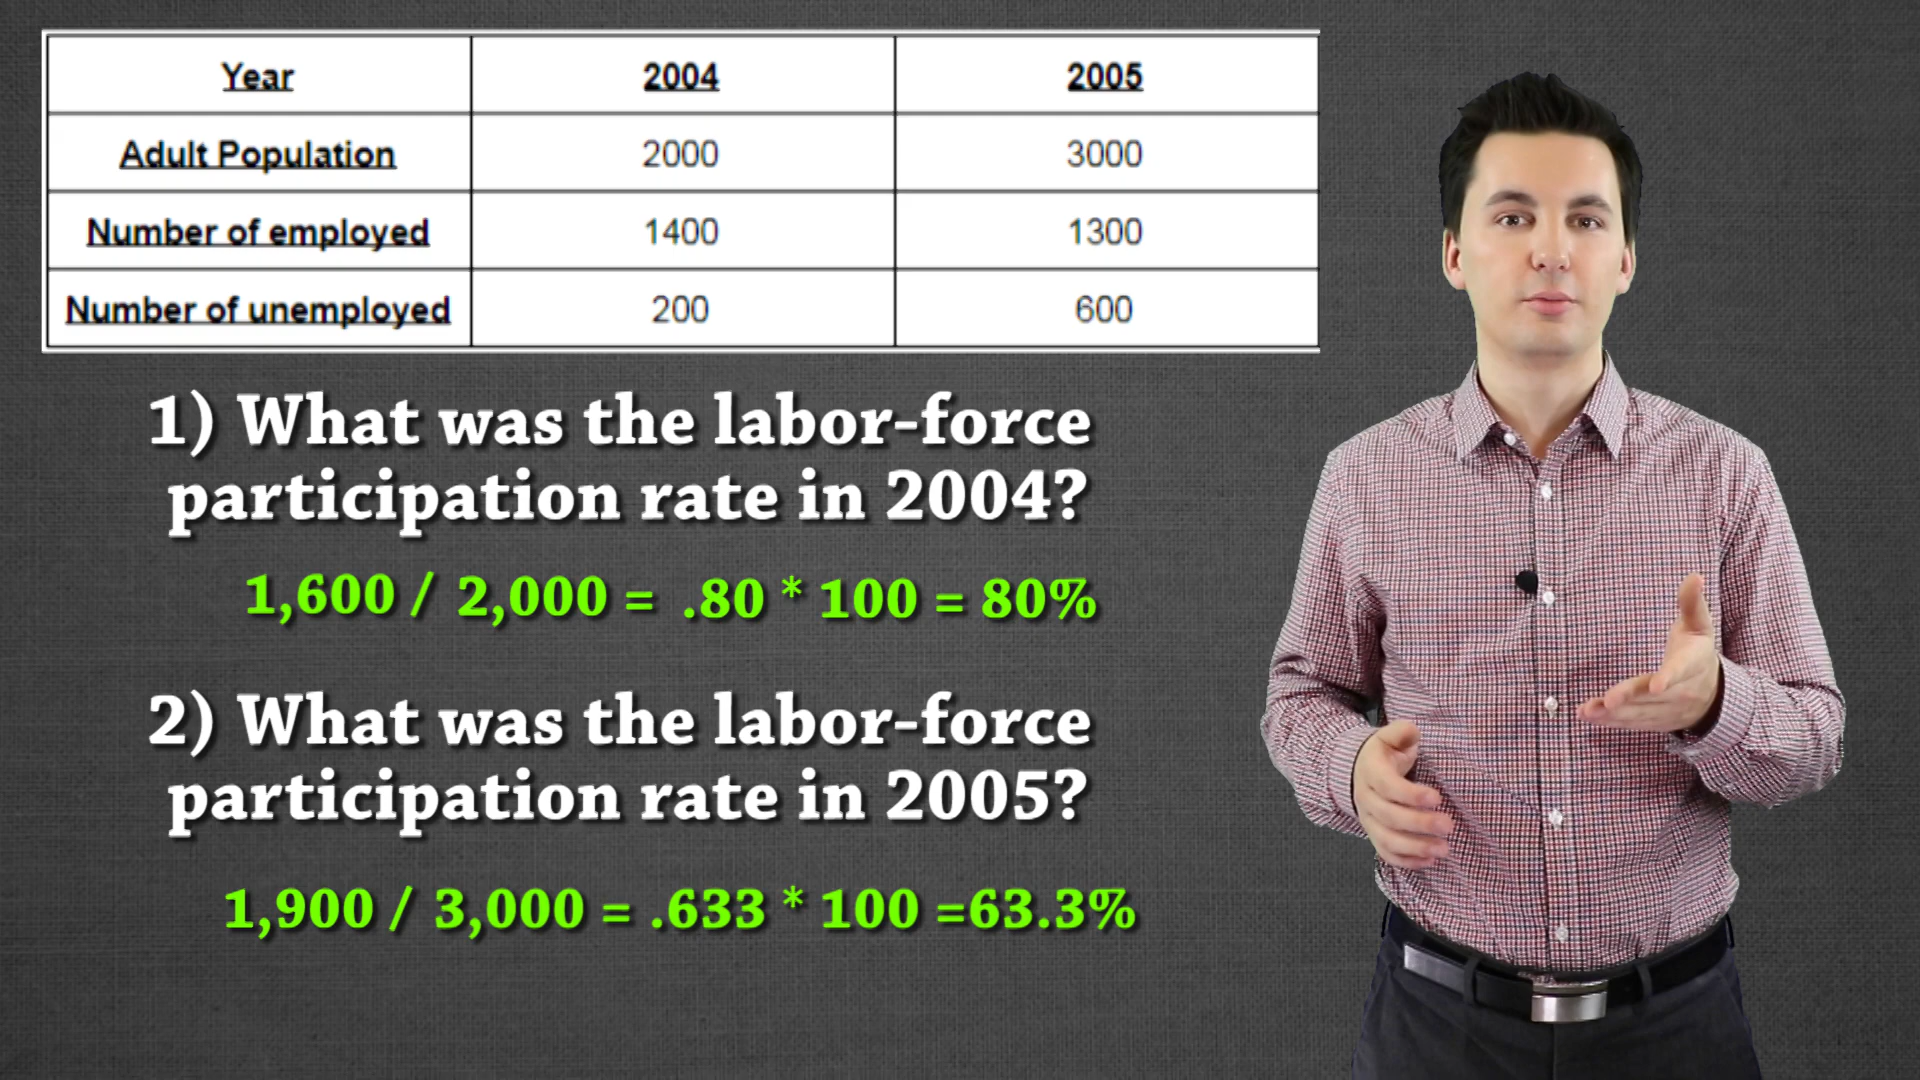 Year 2004 2005
Adult Population 2000 3000
Number of employed 1400 1300
Number of unemployed 200 600
1) What was the labor-force
participation rate in 2004?
1,600 / 2,000 = .80 * 100 = 80%
2) What was the labor-force
participation rate in 2005?
1,900 / 3,000 = .633 * 100 =63.3%